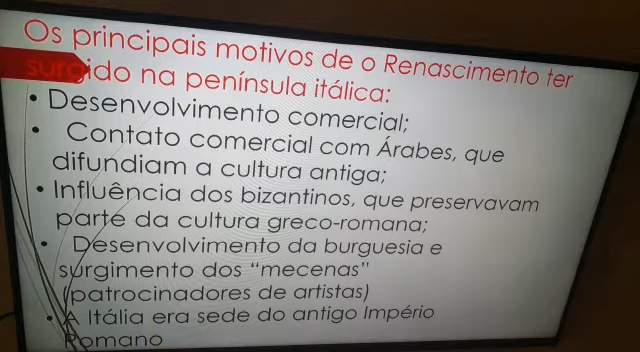 Os principais motivos de o Renascimento ter
surgido na península itálica:
• Desenvolvimento comercial;
• Contato comercial com Árabes, que
difundiam a cultura antiga;
• Influência dos bizantinos, que preservavam
parte da cultura greco-romana;
• Desenvolvimento da burguesia e
surgimento dos “mecenas”
(patrocinadores de artistas)
• A Itália era sede do antigo Império
Romano